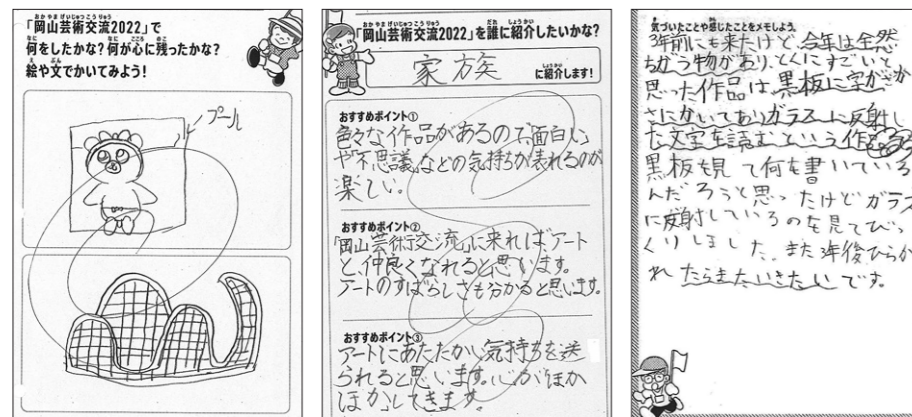 「岡山芸術交流2022」で
何をしたかな?何が心に残ったかな?
絵や文でかいてみよう!
プール
「岡山芸術交流2022」を誰に紹介したいかな?
家族
に紹介します!
おすすめポイント①
色々な作品があるので「面白い」
や「不思議」などの気持ちが表れるのが
楽しい。
おすすめポイント②
「岡山芸術交流」に来ればアート
と、仲良くなれると思います。
アートのすばらしさも分かると思います。
おすすめポイント③
アートにあたたかい気持ちを送
られると思います。心がほか
ほかしてきます。
気づいたことや感じたことをメモしよう。
3年前にも来たけど、今年は全然
ちがう物があり、とくにすごいと
思った作品は、黒板に字がさか
さにかいてありガラスに反射し
た文字を読むという作品
黒板を見て何を書いている
んだろうと思ったけどガラス
に反射しているのを見てびっ
くりしました。また3年後ひらか
れたらまたいきたいです。